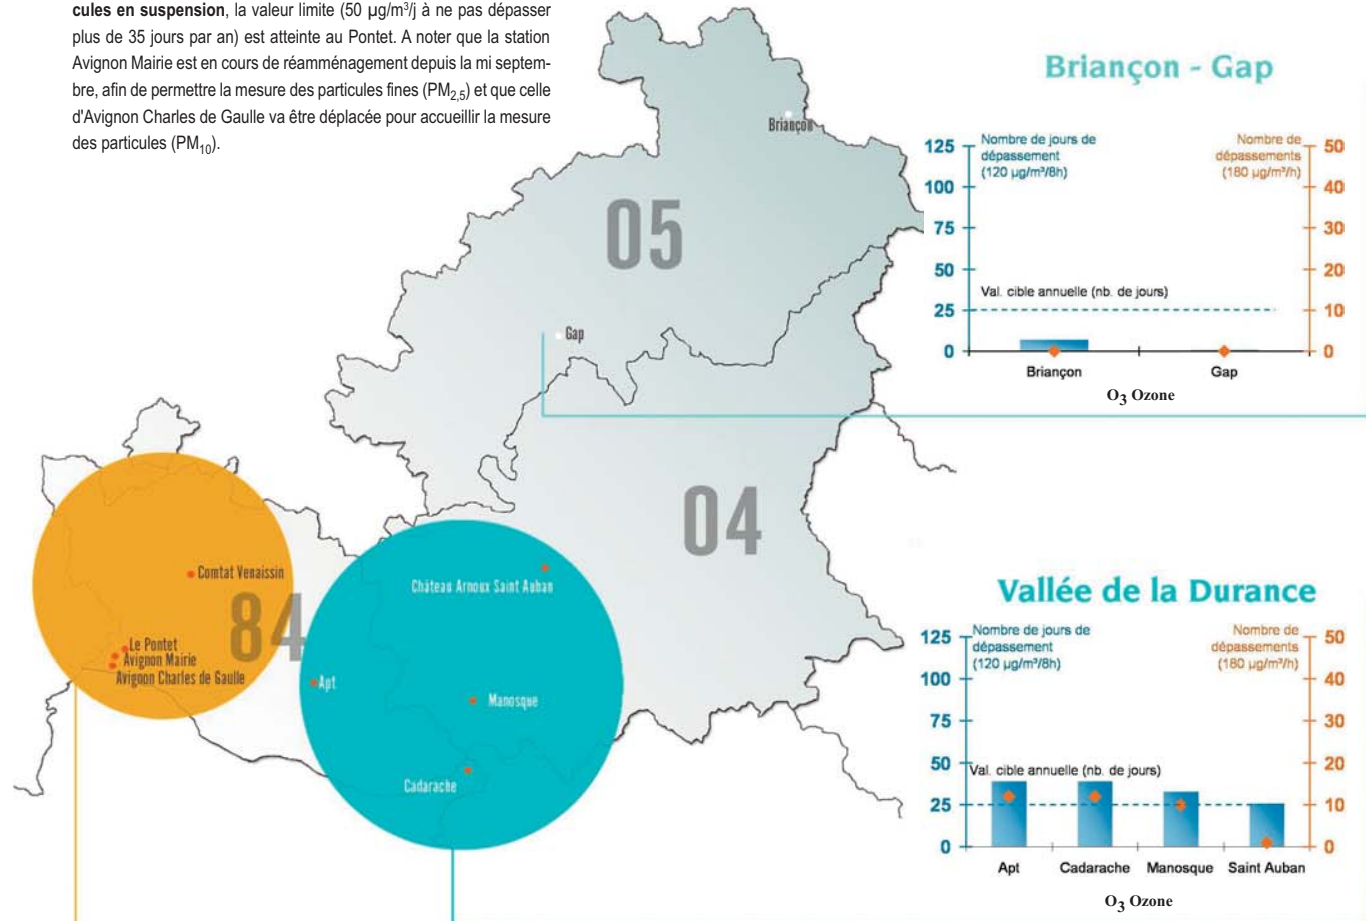 cules en suspension, la valeur limite (50 µg/m³/j à ne pas dépasser
plus de 35 jours par an) est atteinte au Pontet. A noter que la station
Avignon Mairie est en cours de réaménagement depuis la mi septem-
bre, afin de permettre la mesure des particules fines (PM2,5) et que celle
d'Avignon Charles de Gaulle va être déplacée pour accueillir la mesure
des particules (PM10).
Briançon
05
Gap
04
Comtat Venaissin
84
Le Pontet
Avignon Mairie
Avignon Charles de Gaulle
Château Arnoux Saint Auban
Apt
Manosque
Cadarache
Briançon - Gap
Nombre de jours de
dépassement
(120 µg/m³/8h)
Nombre de
dépassements
(180 µg/m³/h)
125
100
75
50
25
0
50
40
30
20
10
0
Val. cible annuelle (nb. de jours)
Briançon Gap
O3 Ozone
Vallée de la Durance
Nombre de jours de
dépassement
(120 µg/m³/8h)
Nombre de
dépassements
(180 µg/m³/h)
125
100
75
50
25
0
50
40
30
20
10
0
Val. cible annuelle (nb. de jours)
Apt Cadarache Manosque Saint Auban
O3 Ozone